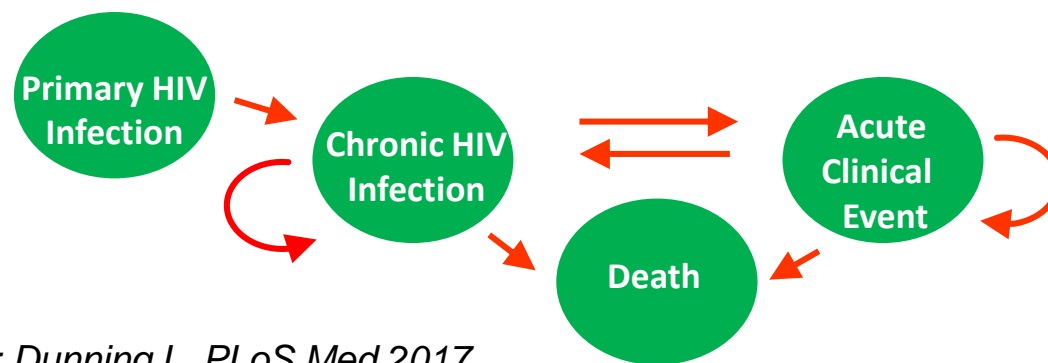 Primary HIV
Infection
Chronic HIV
Infection
Acute
Clinical
Event
Death
: Dunning L, PLoS Med 2017